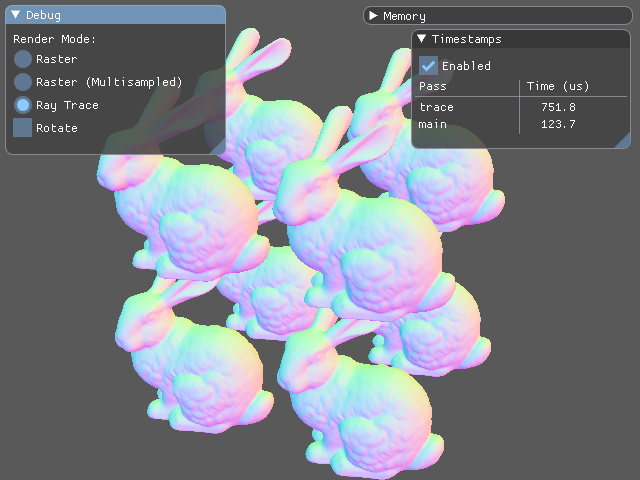 Debug
Render Mode:
Raster
Raster (Multisampled)
Ray Trace
Rotate
Memory
Timestamps
Enabled
Pass Time (us)
trace 751.8
main 123.7